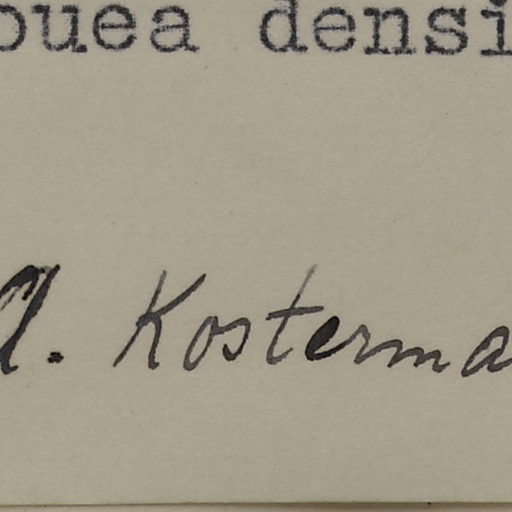 ouea densi
A. Kosterma